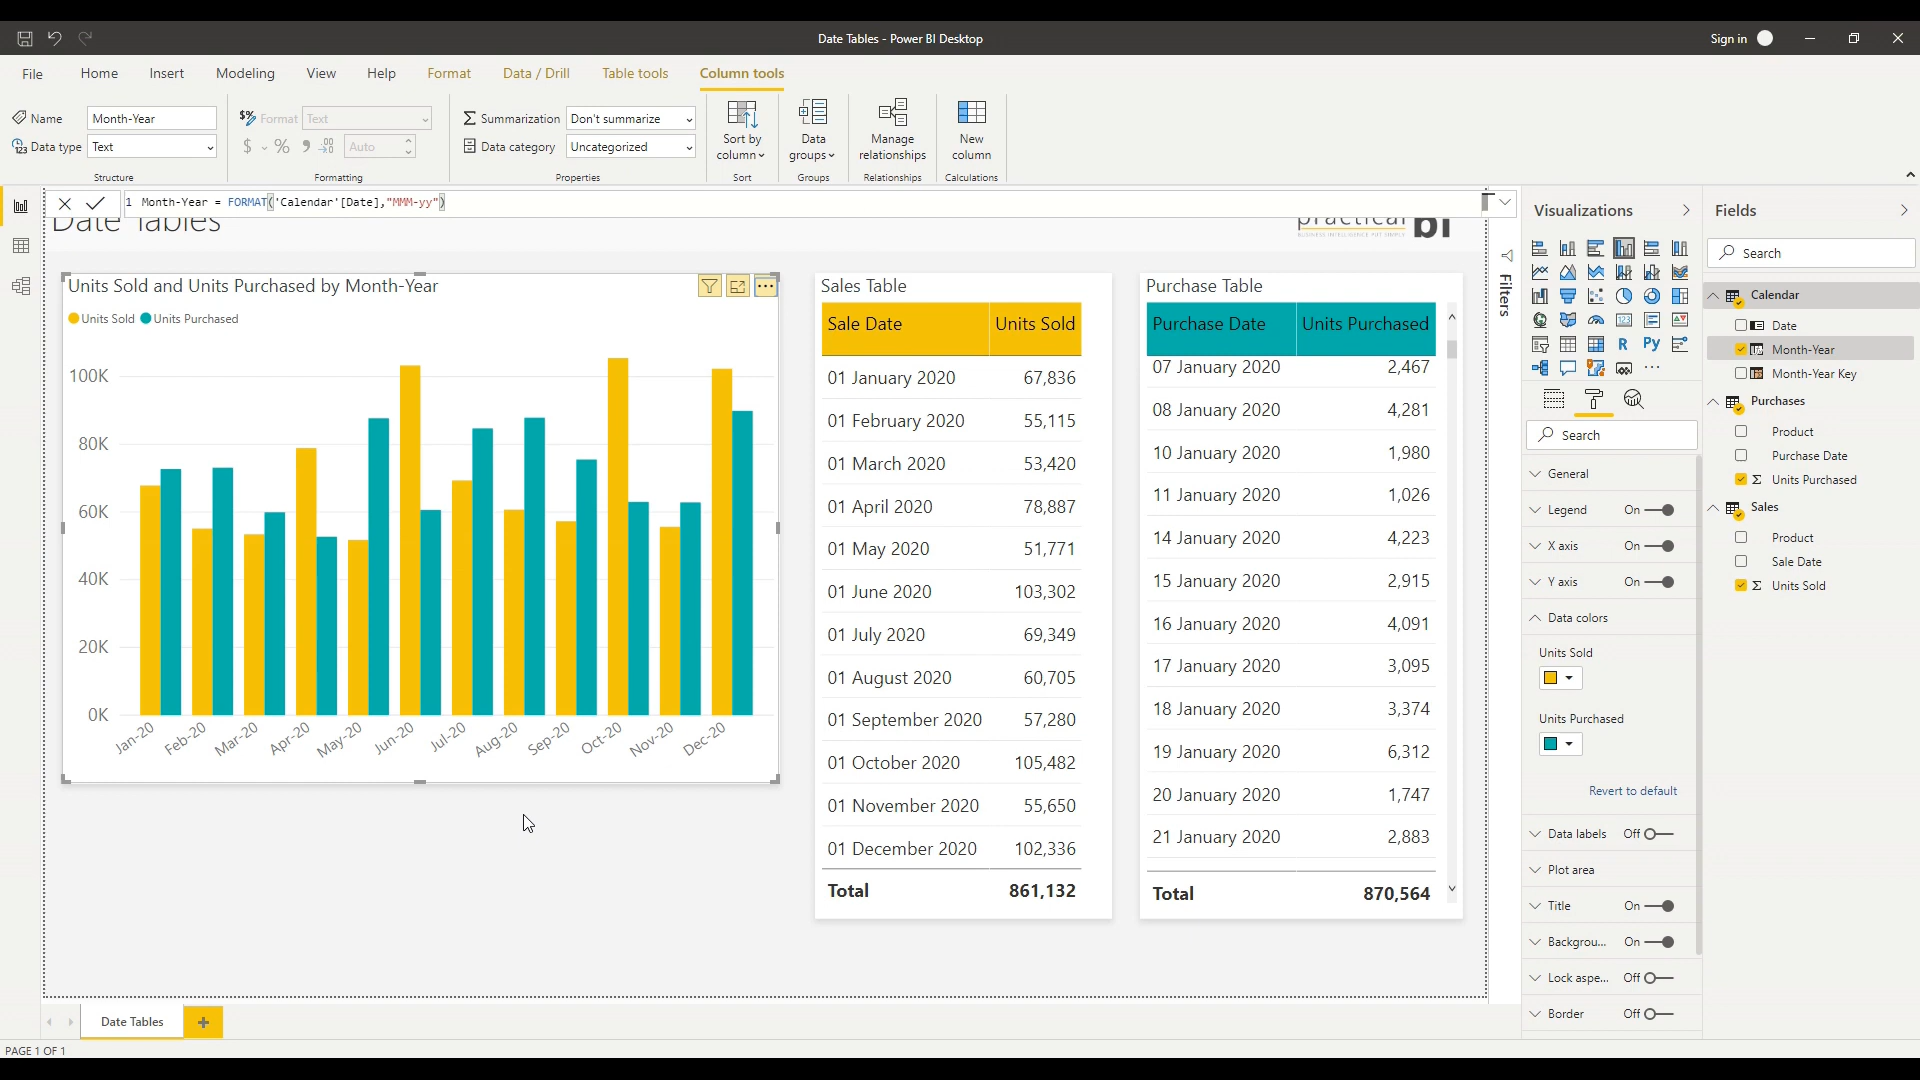 Date Tables - Power BI Desktop
Sign in
File Home Insert Modeling View Help Format Data / Drill Table tools Column tools
Name Month-Year
Data type Text
Structure
Format Text
$ % Auto
Formatting
Summarization Don't summarize
Data category Uncategorized
Properties
Sort by column
Sort
Data groups
Groups
Manage relationships
Relationships
New column
Calculations
1 Month-Year = FORMAT('Calendar'[Date],"MMM-yy")
Date Tables
practical BI
Units Sold and Units Purchased by Month-Year
Units Sold Units Purchased
100K
80K
60K
40K
20K
0K
Jan-20 Feb-20 Mar-20 Apr-20 May-20 Jun-20 Jul-20 Aug-20 Sep-20 Oct-20 Nov-20 Dec-20
Sales Table
Sale Date Units Sold
01 January 2020 67,836
01 February 2020 55,115
01 March 2020 53,420
01 April 2020 78,887
01 May 2020 51,771
01 June 2020 103,302
01 July 2020 69,349
01 August 2020 60,705
01 September 2020 57,280
01 October 2020 105,482
01 November 2020 55,650
01 December 2020 102,336
Total 861,132
Purchase Table
Purchase Date Units Purchased
07 January 2020 2,467
08 January 2020 4,281
10 January 2020 1,980
11 January 2020 1,026
14 January 2020 4,223
15 January 2020 2,915
16 January 2020 4,091
17 January 2020 3,095
18 January 2020 3,374
19 January 2020 6,312
20 January 2020 1,747
21 January 2020 2,883
Total 870,564
Filters
Visualizations
R Py
Search
General
Legend On
X axis On
Y axis On
Data colors
Units Sold
Units Purchased
Revert to default
Data labels Off
Plot area
Title On
Backgrou... On
Lock aspe... Off
Border Off
Fields
Search
Calendar
Date
Month-Year
Month-Year Key
Purchases
Product
Purchase Date
Units Purchased
Sales
Product
Sale Date
Units Sold
Date Tables
PAGE 1 OF 1